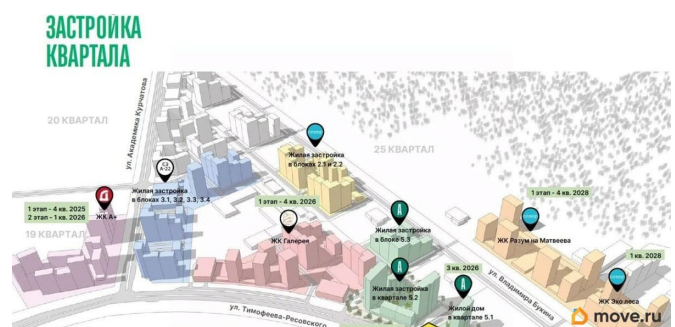 ЗАСТРОЙКА
КВАРТАЛА
20 КВАРТАЛ
ул. Академика Курчатова
25 КВАРТАЛ
Жилая застройка
в блоках 2.1 и 2.2
СЗ
А-22
Жилая застройка
в блоках 3.1, 3.2, 3.3, 3.4
1 этап - 4 кв. 2028
1 этап - 4 кв. 2025
2 этап - 1 кв. 2026
ЖК А+
1 этап - 4 кв. 2026
19 КВАРТАЛ
Жилая застройка
в блоке 5.3
ЖК Галерея
ЖК Разум на Матвеева
1 кв. 2028
3 кв. 2026
Жилая застройка
в квартале 5.2
ул. Владимира Букина
ЖК Эколеса
ул. Тимофеева-Ресовского
Жилой дом
в квартале 5.1
move.ru